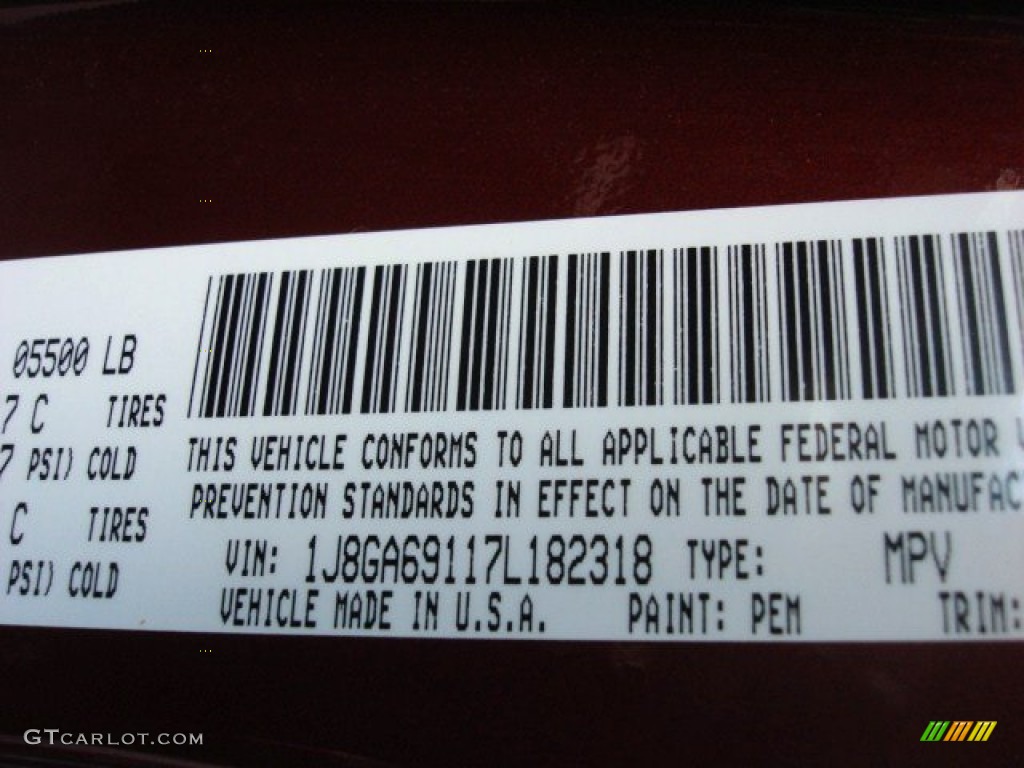 05500 LB
7 C TIRES
7 PSI) COLD
C TIRES
PSI) COLD
THIS VEHICLE CONFORMS TO ALL APPLICABLE FEDERAL MOTOR
PREVENTION STANDARDS IN EFFECT ON THE DATE OF MANUFAC
VIN: 1J8GA69117L182318 TYPE: MPV
VEHICLE MADE IN U.S.A. PAINT: PEM TRIM:
GTCARLOT.COM